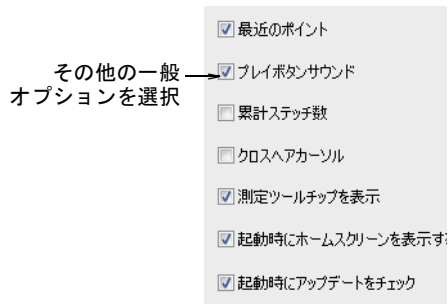 最近のポイント
その他の一般
オプションを選択
プレイボタンサウンド
累計ステッチ数
クロスヘアカーソル
測定ツールチップを表示
起動時にホームスクリーンを表示す
起動時にアップデートをチェック